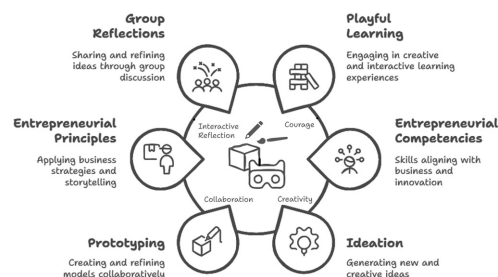 Group
Reflections
Sharing and refining
ideas through group
discussion
Playful
Learning
Engaging in creative
and interactive learning
experiences
Entrepreneurial
Principles
Applying business
strategies and
storytelling
Interactive
Reflection
Courage
Collaboration
Creativity
Entrepreneurial
Competencies
Skills aligning with
business and
innovation
Prototyping
Creating and refining
models collaboratively
Ideation
Generating new and
creative ideas